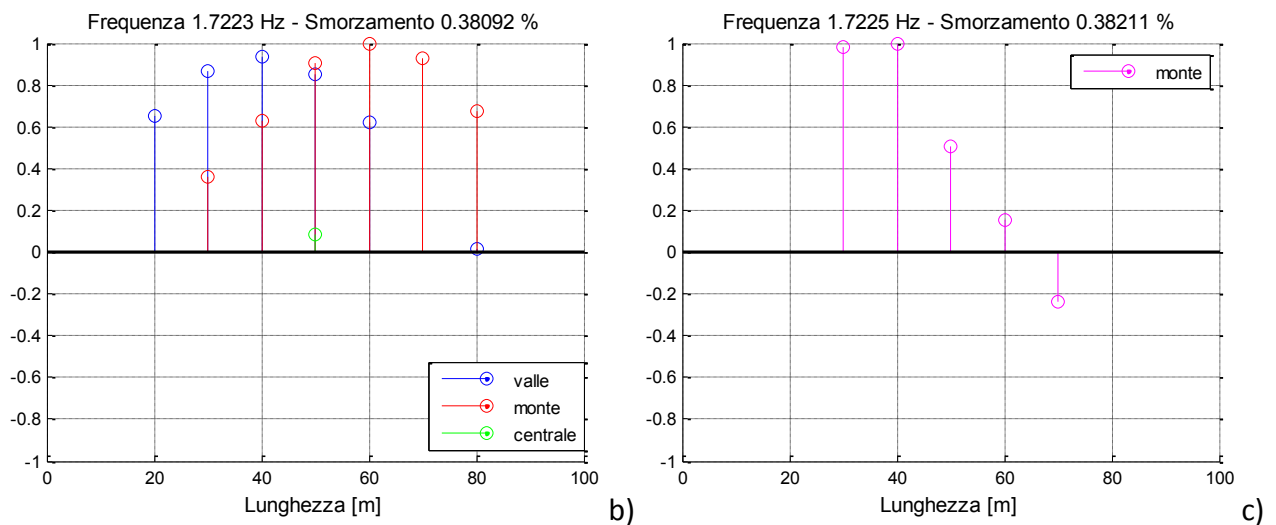 Frequenza 1.7223 Hz - Smorzamento 0.38092 %
1
0.8
0.6
0.4
0.2
0
-0.2
-0.4
-0.6
-0.8
-1
0 20 40 60 80 100
Lunghezza [m]
valle
monte
centrale
b)
Frequenza 1.7225 Hz - Smorzamento 0.38211 %
1
0.8
0.6
0.4
0.2
0
-0.2
-0.4
-0.6
-0.8
-1
0 20 40 60 80 100
Lunghezza [m]
monte
c)